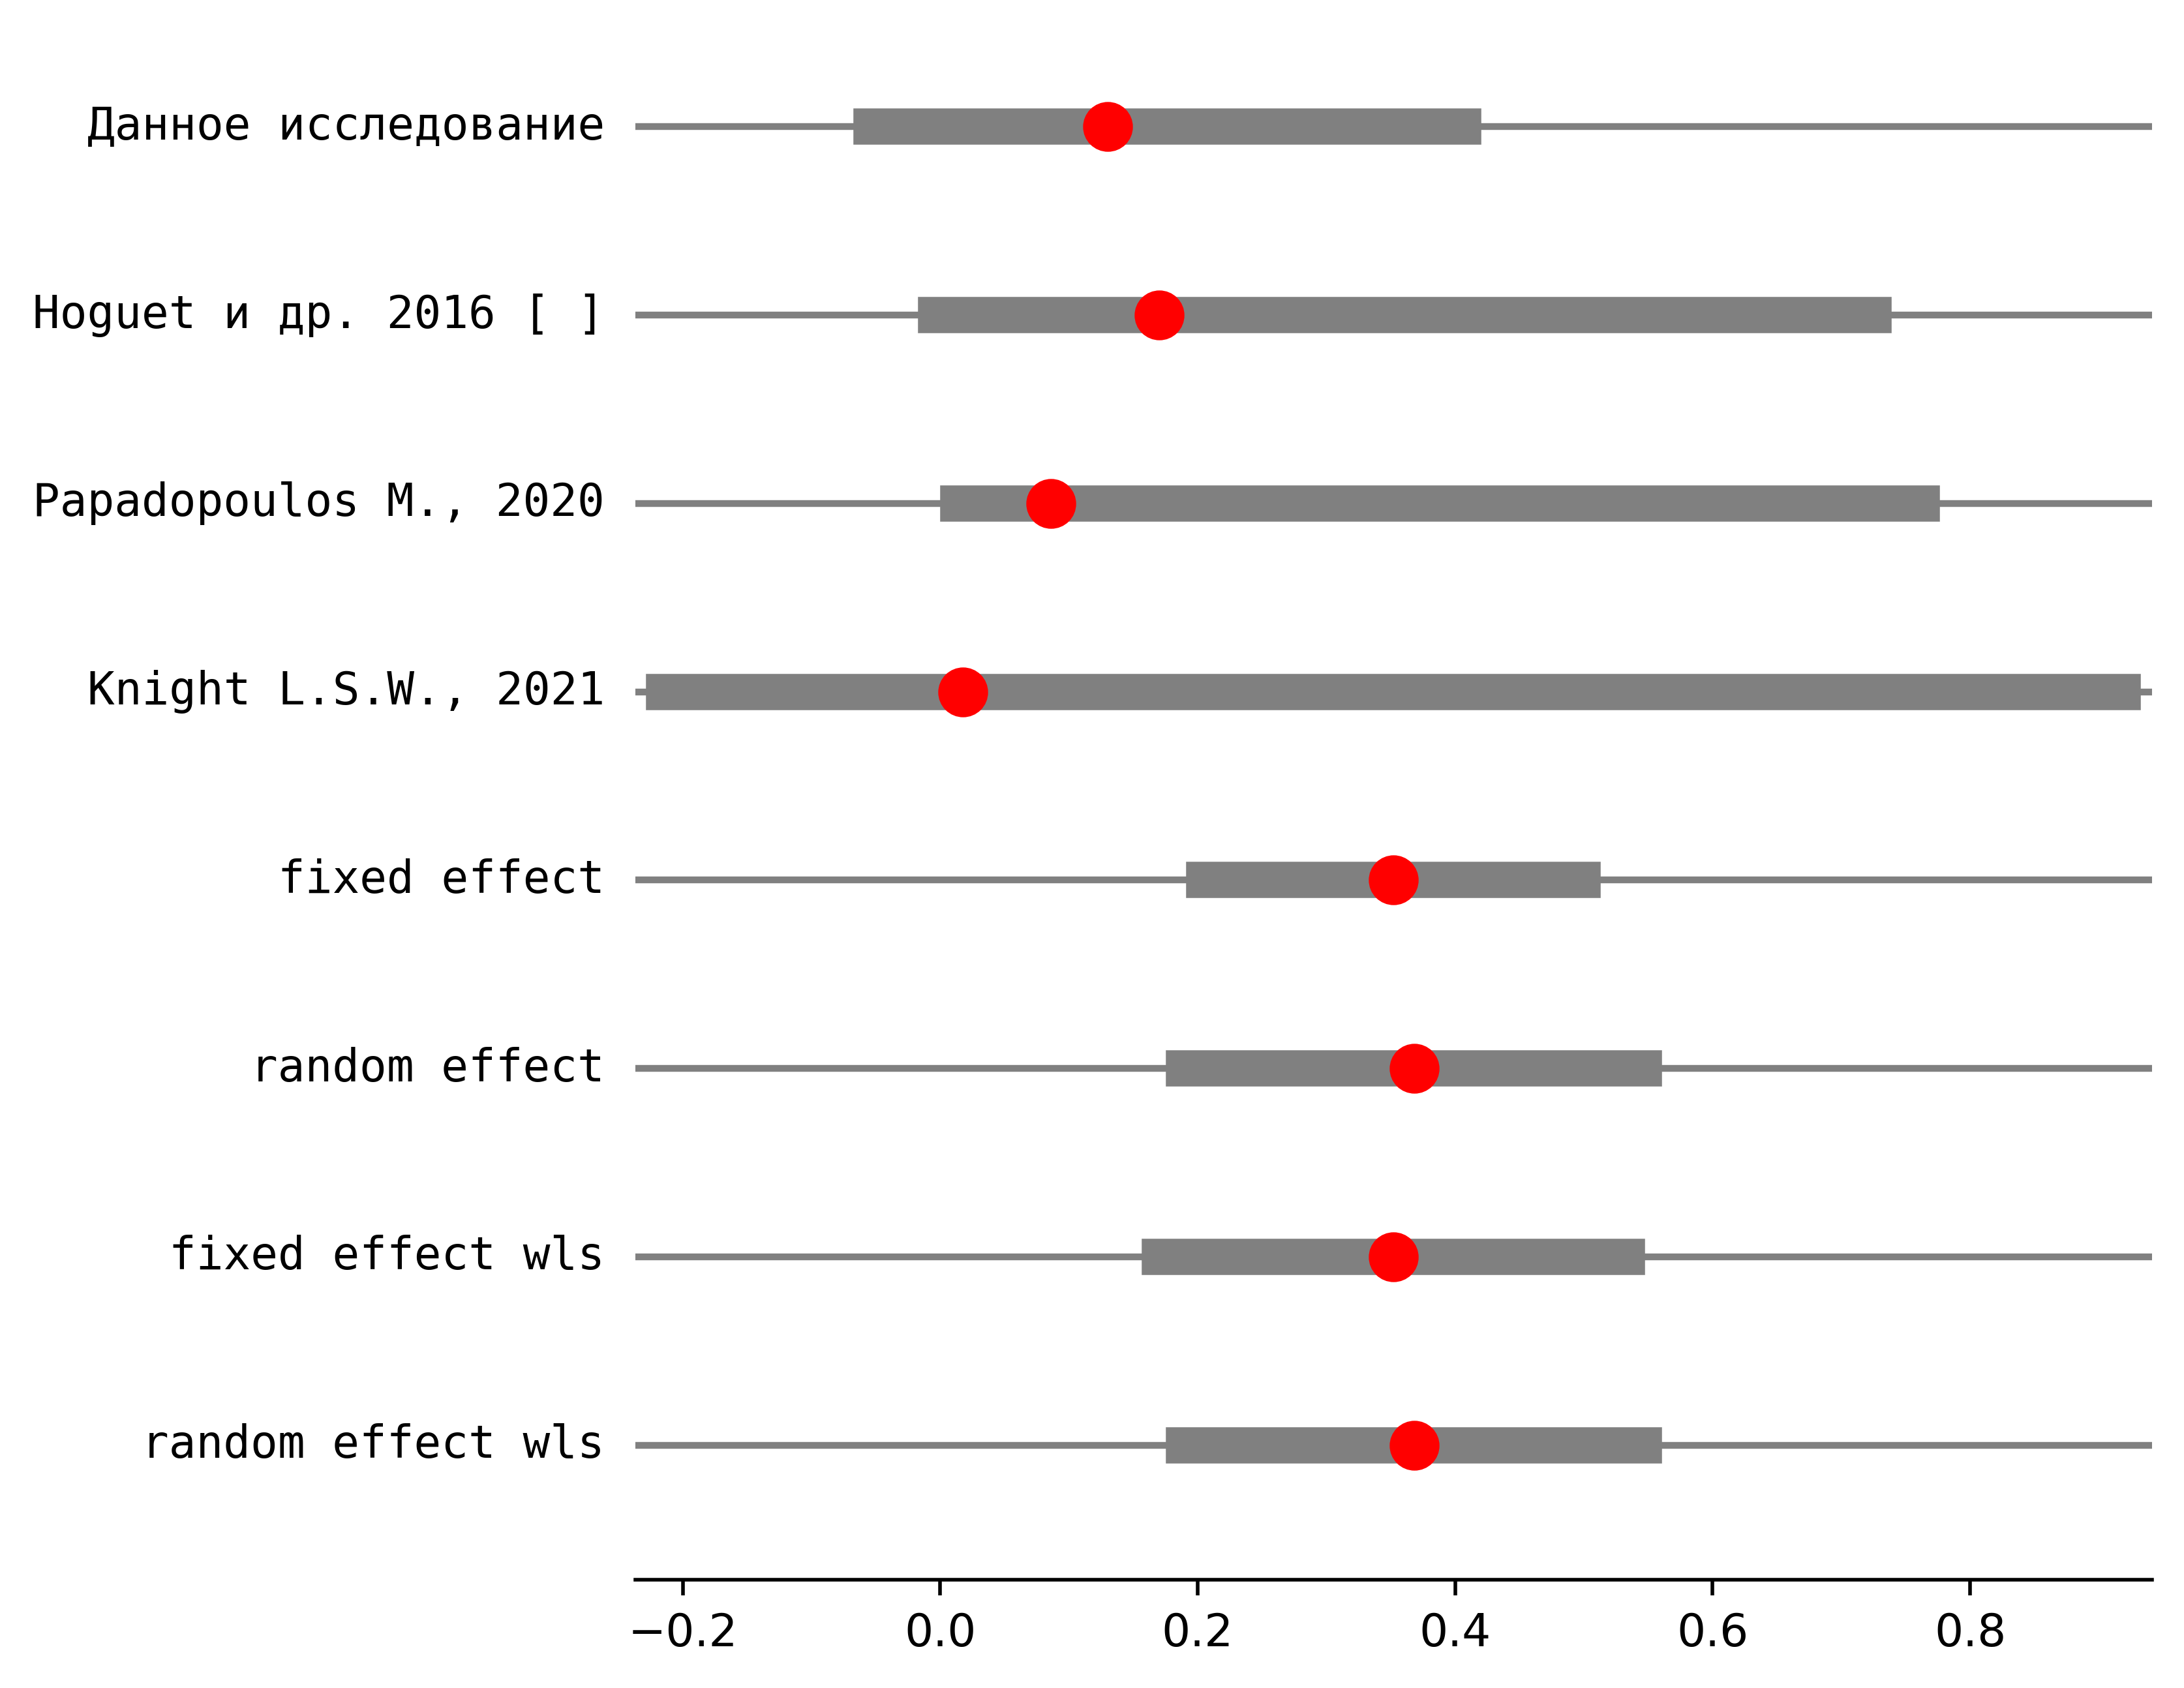 Данное исследование
Hoguet и др. 2016 [ ]
Papadopoulos M., 2020
Knight L.S.W., 2021
fixed effect
random effect
fixed effect wls
random effect wls
−0.2 0.0 0.2 0.4 0.6 0.8